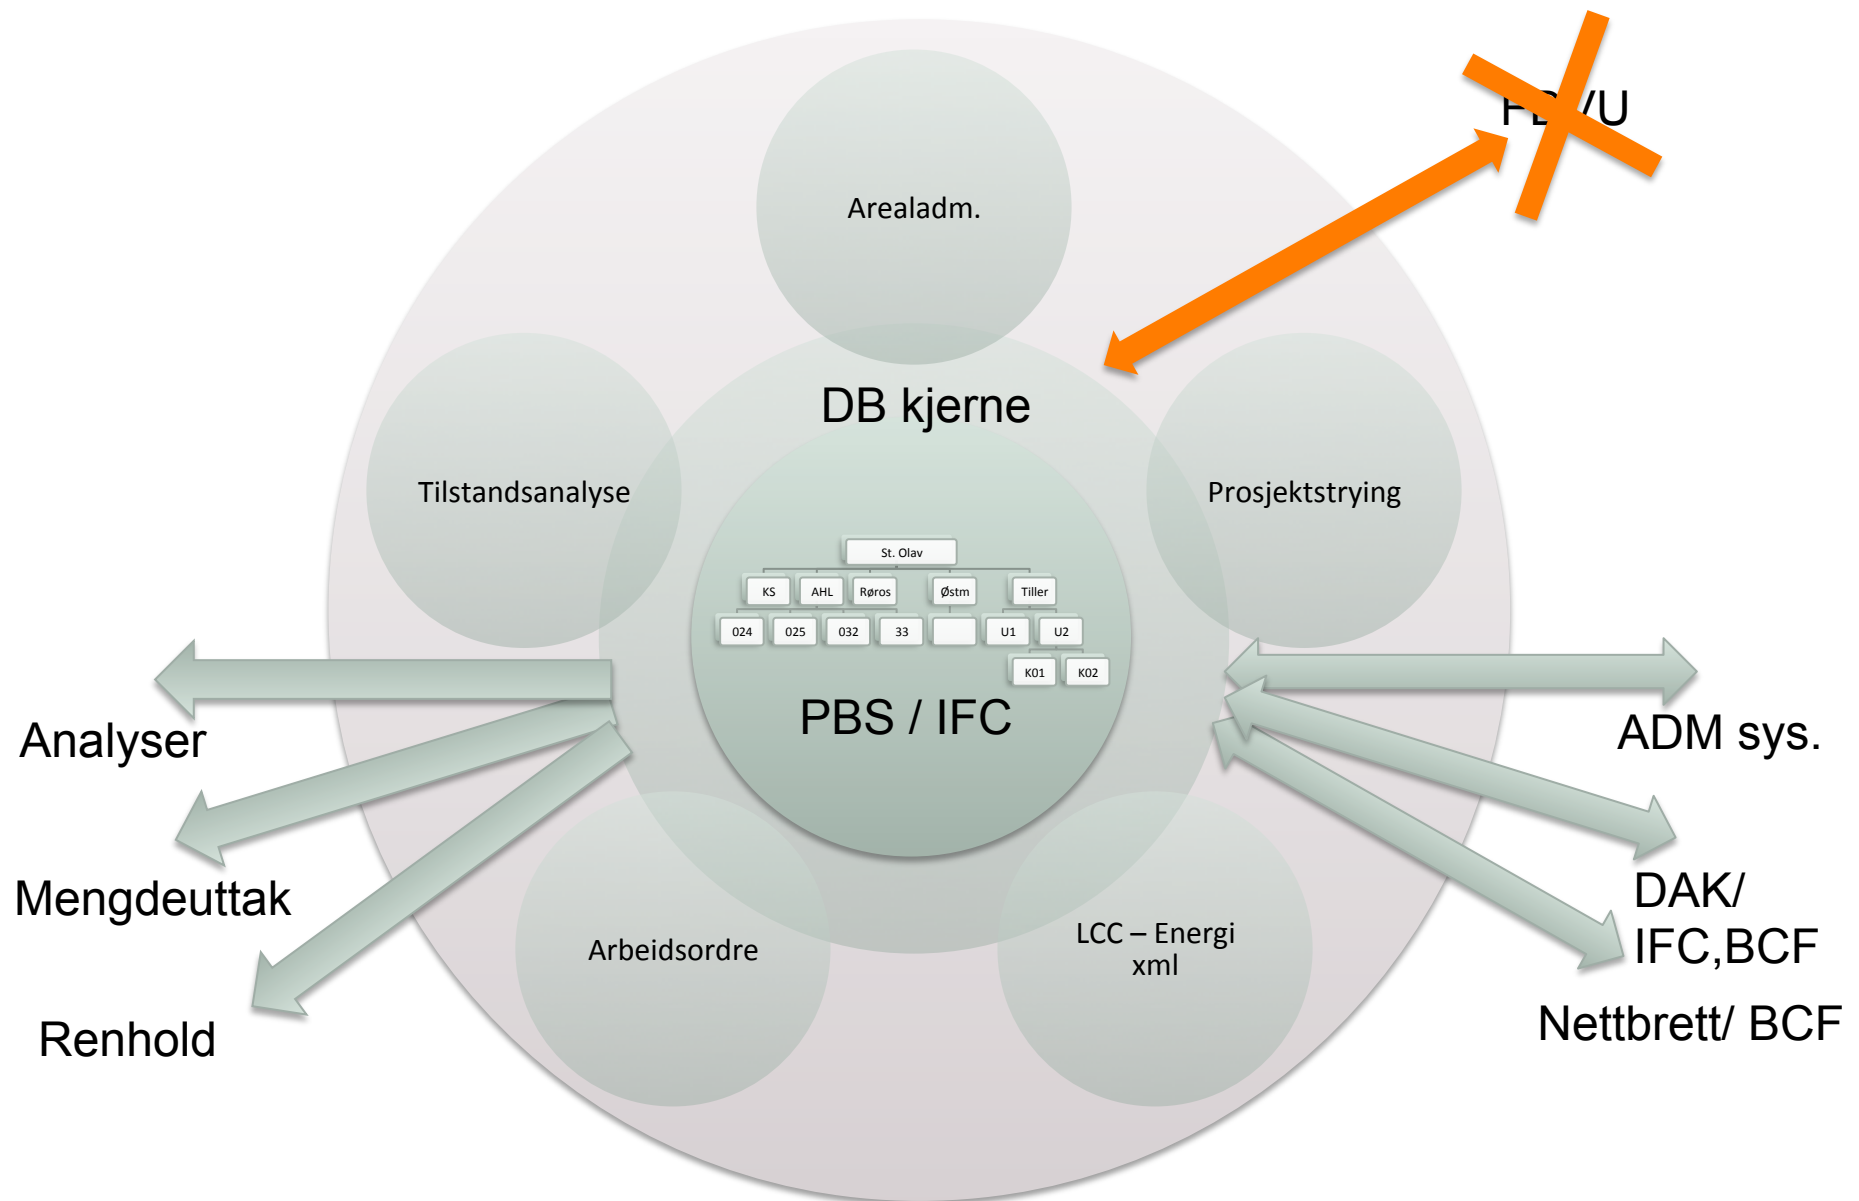 Arealadm.
DB kjerne
Tilstandsanalyse
Prosjektstrying
St. Olav
KS
AHL
Røros
Østm
Tiller
024
025
032
33
U1
U2
K01
K02
PBS / IFC
Analyser
Mengdeuttak
Renhold
Arbeidsordre
LCC – Energi
xml
ADM sys.
DAK/
IFC,BCF
Nettbrett/ BCF